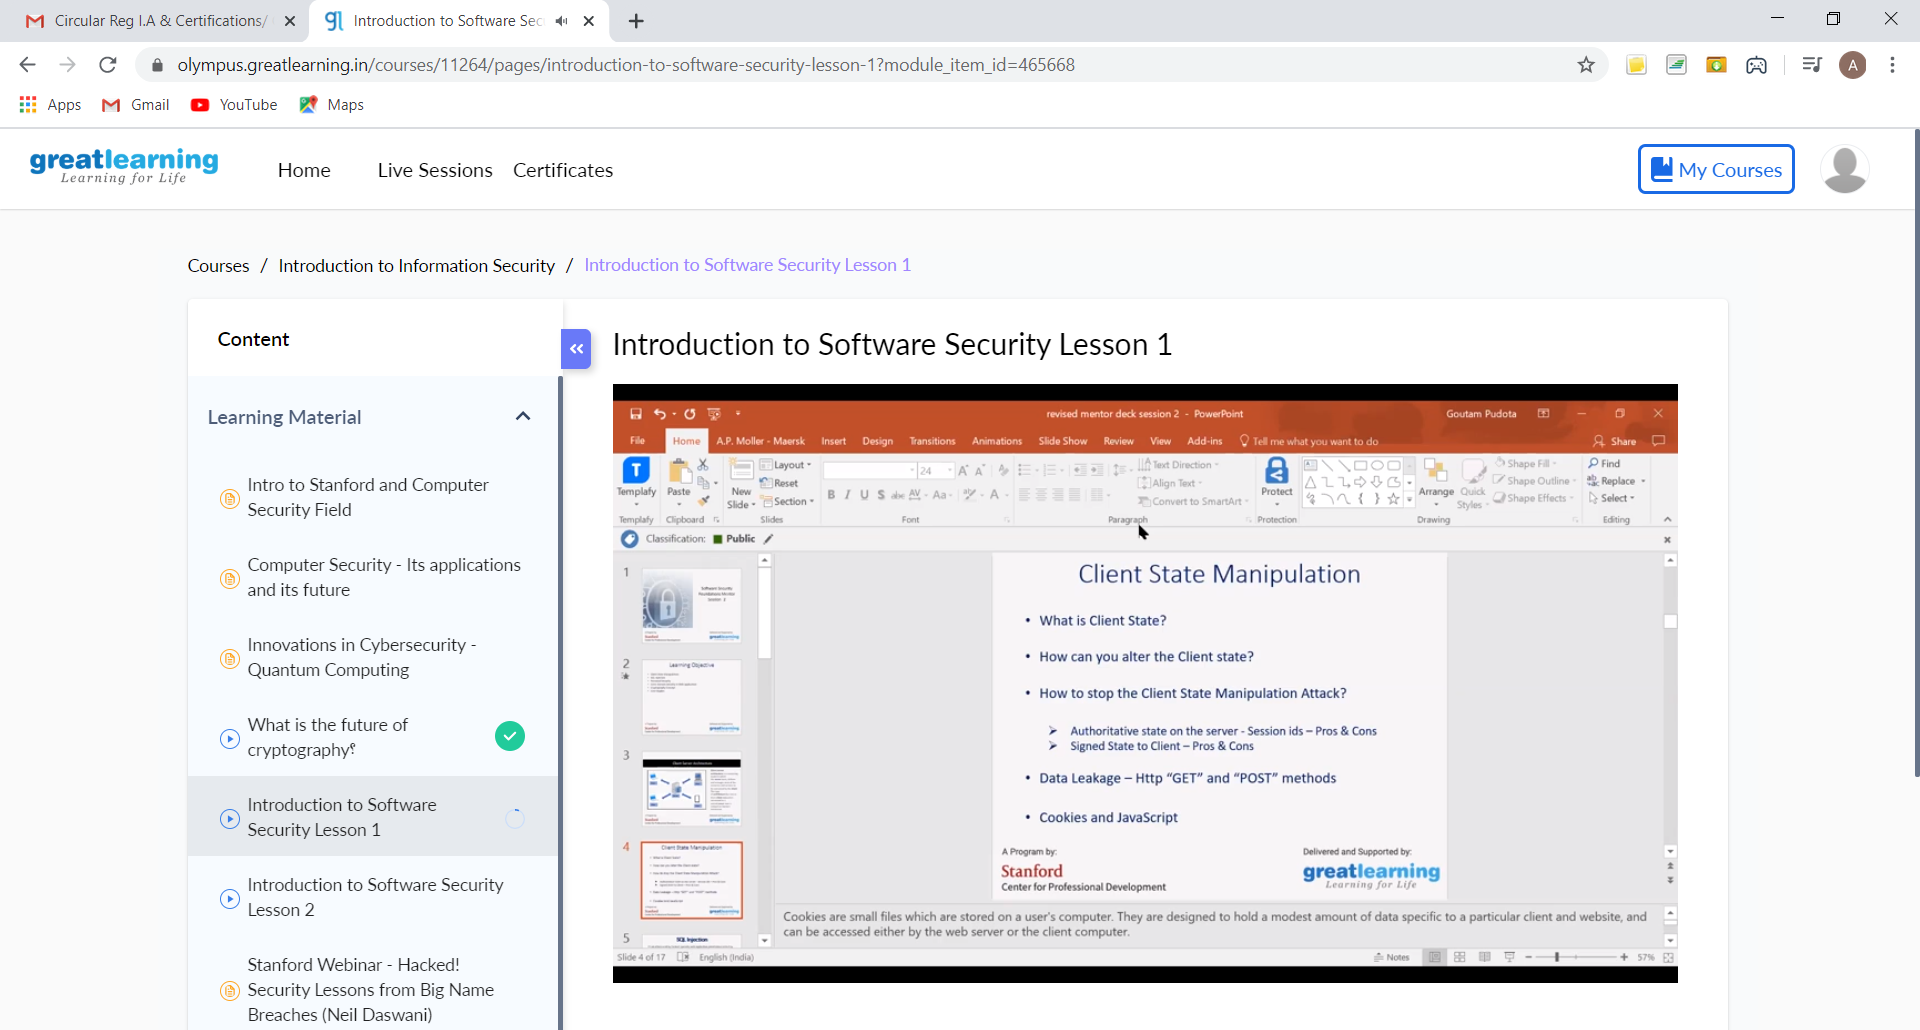 Circular Reg I.A & Certifications/
Introduction to Software Sec
olympus.greatlearning.in/courses/11264/pages/introduction-to-software-security-lesson-1?module_item_id=465668
A
Apps
Gmail
YouTube
Maps
greatlearning
Learning for Life
Home
Live Sessions
Certificates
My Courses
Courses / Introduction to Information Security / Introduction to Software Security Lesson 1
Content
Learning Material
Intro to Stanford and Computer
Security Field
Computer Security - Its applications
and its future
Innovations in Cybersecurity -
Quantum Computing
What is the future of
cryptography?
Introduction to Software
Security Lesson 1
Introduction to Software Security
Lesson 2
Stanford Webinar - Hacked!
Security Lessons from Big Name
Breaches (Neil Daswani)
Introduction to Software Security Lesson 1
revised mentor deck session 2 - PowerPoint
Goutam Pudota
File Home A.P. Moller - Maersk Insert Design Transitions Animations Slide Show Review View Add-ins Tell me what you want to do Share
Templafy
Paste
New
Slide
Layout
Reset
Section
24
Text Direction
Align Text
Convert to SmartArt
Protect
Arrange
Quick
Styles
Shape Fill
Shape Outline
Shape Effects
Find
Replace
Select
Templafy Clipboard Slides Font Paragraph Protection Drawing Editing
Classification: Public
1
2
Learning Objective
3
4
Client State Manipulation
5
SQL Injection
Client State Manipulation
• What is Client State?
• How can you alter the Client state?
• How to stop the Client State Manipulation Attack?
➤ Authoritative state on the server - Session ids – Pros & Cons
➤ Signed State to Client – Pros & Cons
• Data Leakage – Http “GET” and “POST” methods
• Cookies and JavaScript
A Program by:
Stanford
Center for Professional Development
Delivered and Supported by:
greatlearning
Learning for Life
Cookies are small files which are stored on a user's computer. They are designed to hold a modest amount of data specific to a particular client and website, and
can be accessed either by the web server or the client computer.
Slide 4 of 17
English (India)
Notes
57%